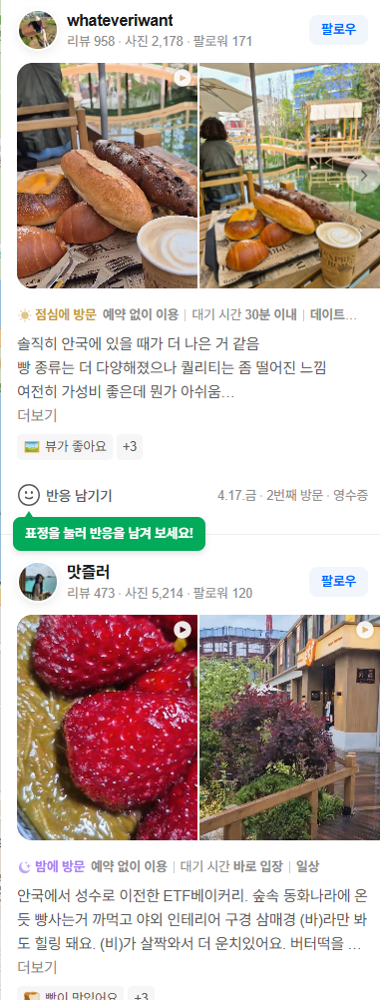 whateveriwant
리뷰 958 · 사진 2,178 · 팔로워 171
팔로우
점심에 방문 예약 없이 이용 | 대기 시간 30분 이내 | 데이트...
솔직히 안국에 있을 때가 더 나은 거 같음
빵 종류는 더 다양해졌으나 퀄리티는 좀 떨어진 느낌
여전히 가성비 좋은데 뭔가 아쉬움...
더보기
뷰가 좋아요
+3
반응 남기기
4.17.금 · 2번째 방문 · 영수증
표정을 눌러 반응을 남겨 보세요!
맛즐러
리뷰 473 · 사진 5,214 · 팔로워 120
팔로우
밤에 방문 예약 없이 이용 | 대기 시간 바로 입장 | 일상
안국에서 성수로 이전한 ETF베이커리. 숲속 동화나라에 온
듯 빵사는거 까먹고 야외 인테리어 구경 삼매경 (바)라만 봐
도 힐링 돼요. (비)가 살짝와서 더 운치있어요. 버터떡을 ...
더보기
빵이 맛있어요
+3